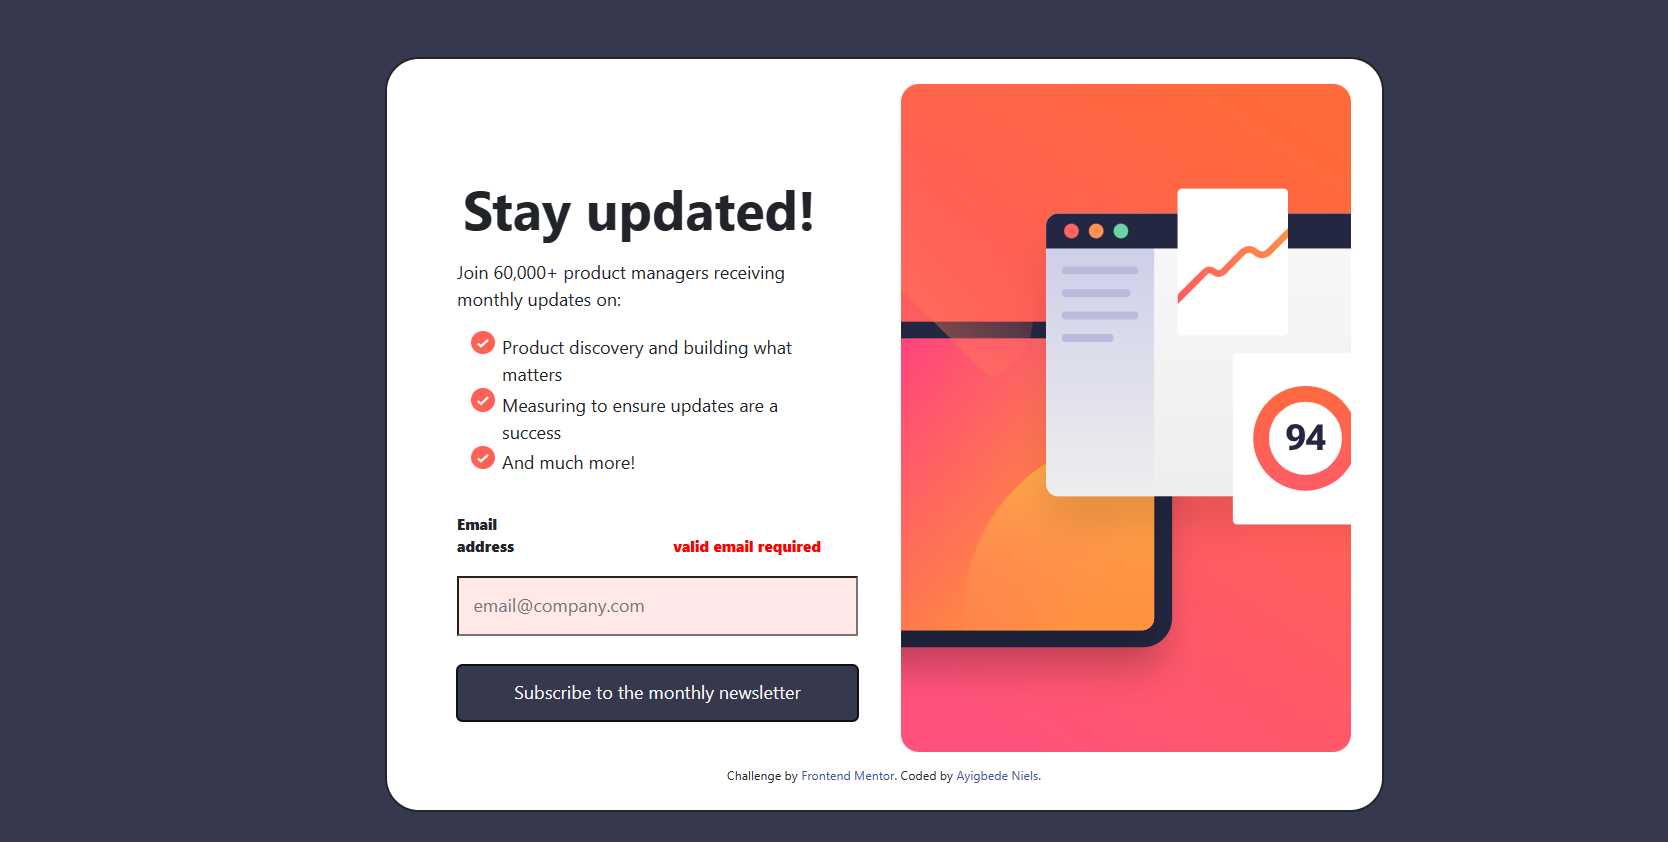 Stay updated!
Join 60,000+ product managers receiving
monthly updates on:
Product discovery and building what
matters
Measuring to ensure updates are a
success
And much more!
Email
address
valid email required
email@company.com
Subscribe to the monthly newsletter
94
Challenge by Frontend Mentor. Coded by Ayigbede Niels.